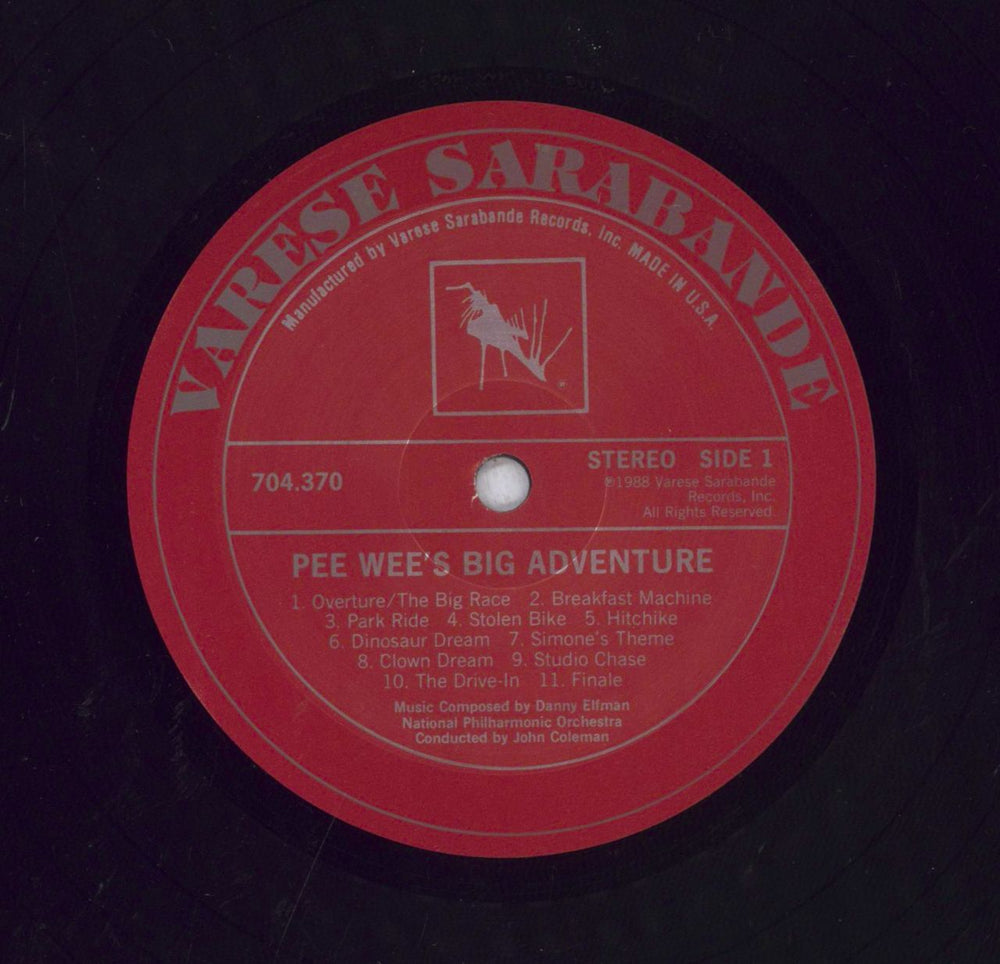 VARESE SARABANDE
Manufactured by Varese Sarabande Records, Inc. MADE IN U.S.A.
®
704.370
STEREO SIDE 1
℗1988 Varese Sarabande
Records, Inc.
All Rights Reserved.
PEE WEE'S BIG ADVENTURE
1. Overture/The Big Race 2. Breakfast Machine
3. Park Ride 4. Stolen Bike 5. Hitchike
6. Dinosaur Dream 7. Simone's Theme
8. Clown Dream 9. Studio Chase
10. The Drive-In 11. Finale
Music Composed by Danny Elfman
National Philharmonic Orchestra
Conducted by John Coleman